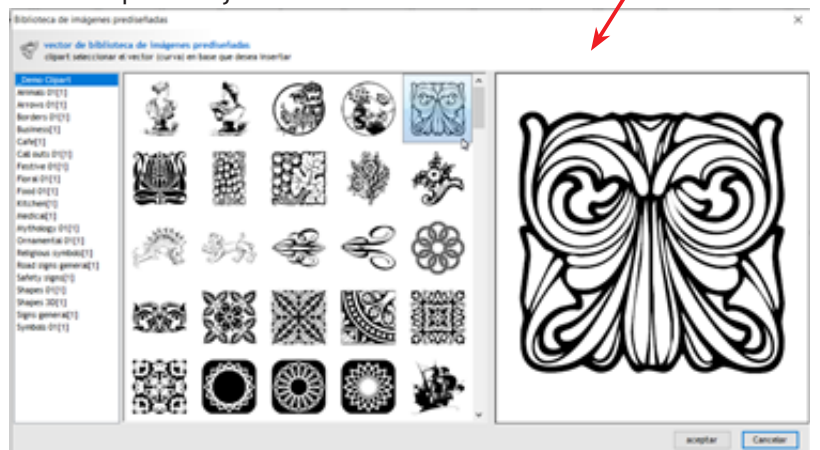 Biblioteca de imágenes prediseñadas
vector de biblioteca de imágenes prediseñadas
clipart seleccionar el vector (curva) en base que desea insertar
Demo Clipart
Animals 01[1]
Arrows 01[1]
Borders 01[1]
Business[1]
Cafe[1]
Call outs 01[1]
Festive 01[1]
Floral 01[1]
Food 01[1]
Kitchen[1]
Medical[1]
Mythology 01[1]
Ornamental 01[1]
Religious symbols[1]
Road signs general[1]
Safety signs[1]
Shapes 01[1]
Shapes 3D[1]
Signs general[1]
Symbols 01[1]
aceptar
Cancelar